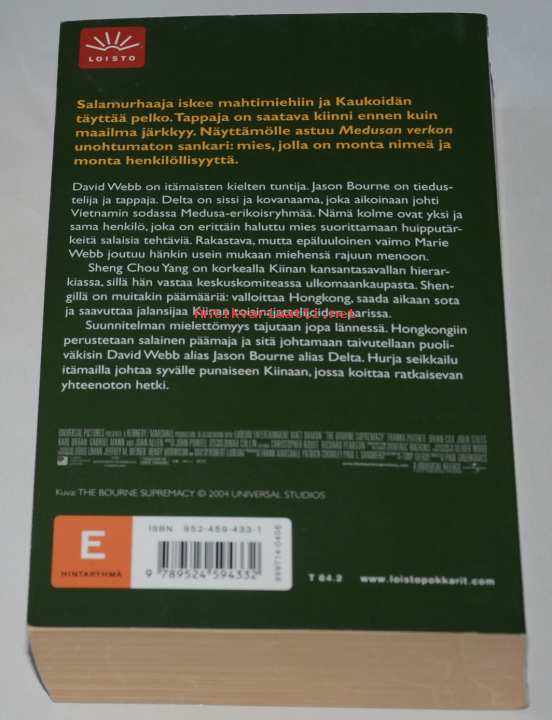 LOISTO
Salamurhaaja iskee mahtimiehiin ja Kaukoidän
täyttää pelko. Tappaja on saatava kiinni ennen kuin
maailma järkkyy. Näyttämölle astuu Medusan verkon
unohtumaton sankari: mies, jolla on monta nimeä ja
monta henkilöllisyyttä.
David Webb on itämaisten kielten tuntija. Jason Bourne on tiedus-
telija ja tappaja. Delta on sissi ja kovanaama, joka aikoinaan johti
Vietnamin sodassa Medusa-erikoisryhmää. Nämä kolme ovat yksi ja
sama henkilö, joka on erittäin haluttu mies suorittamaan huipputär-
keitä salaisia tehtäviä. Rakastava, mutta epäluuloinen vaimo Marie
Webb joutuu hänkin usein mukaan miehensä rajuun menoon.
Sheng Chou Yang on korkealla Kiinan kansantasavallan hierar-
kiassa, sillä hän vastaa keskuskomiteassa ulkomaankaupasta. Shen-
gillä on muitakin päämääriä: valloittaa Hongkong, saada aikaan sota
ja saavuttaa jalansijaa Kiinan toisinajattelijoiden parissa.
Antikvariaatti.net
Suunnitelman mielettömyys tajutaan jopa lännessä. Hongkongiin
perustetaan salainen päämaja ja sitä johtamaan taivutellaan puoli-
väkisin David Webb alias Jason Bourne alias Delta. Hurja seikkailu
itämailla johtaa syvälle punaiseen Kiinaan, jossa koittaa ratkaisevan
yhteenoton hetki.
Kuva: THE BOURNE SUPREMACY © 2004 UNIVERSAL STUDIOS
E
HINTARYHMÄ
ISBN 952-459-433-1
9 789524 594332
T 84.2
www.loistopokkarit.com